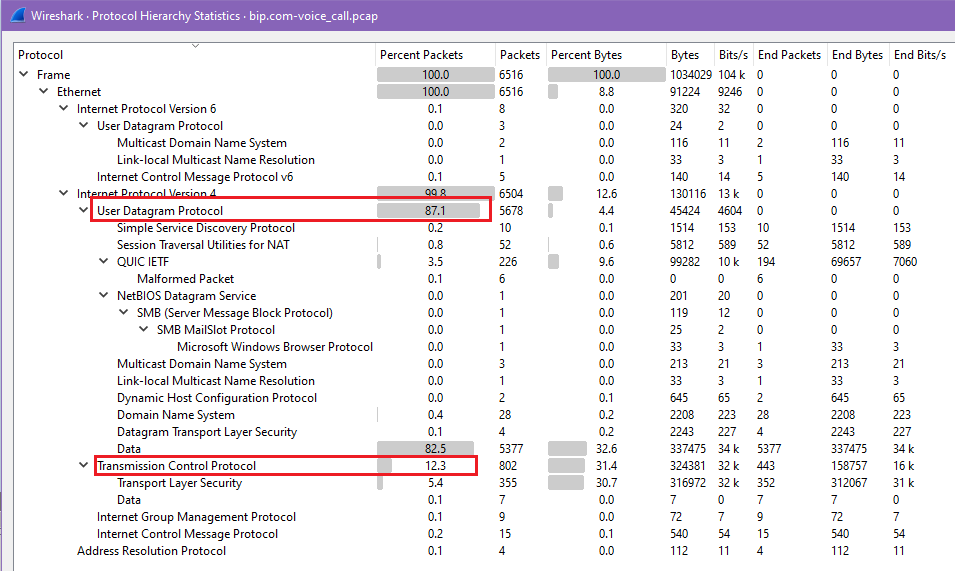 Wireshark · Protocol Hierarchy Statistics · bip.com-voice_call.pcap
Protocol Percent Packets Packets Percent Bytes Bytes Bits/s End Packets End Bytes End Bits/s
Frame 100.0 6516 100.0 1034029 104 k 0 0 0
Ethernet 100.0 6516 8.8 91224 9246 0 0 0
Internet Protocol Version 6 0.1 8 0.0 320 32 0 0 0
User Datagram Protocol 0.0 3 0.0 24 2 0 0 0
Multicast Domain Name System 0.0 2 0.0 116 11 2 116 11
Link-local Multicast Name Resolution 0.0 1 0.0 33 3 1 33 3
Internet Control Message Protocol v6 0.1 5 0.0 140 14 5 140 14
Internet Protocol Version 4 99.8 6504 12.6 130116 13 k 0 0 0
User Datagram Protocol 87.1 5678 4.4 45424 4604 0 0 0
Simple Service Discovery Protocol 0.2 10 0.1 1514 153 10 1514 153
Session Traversal Utilities for NAT 0.8 52 0.6 5812 589 52 5812 589
QUIC IETF 3.5 226 9.6 99282 10 k 194 69657 7060
Malformed Packet 0.1 6 0.0 0 0 6 0 0
NetBIOS Datagram Service 0.0 1 0.0 201 20 0 0 0
SMB (Server Message Block Protocol) 0.0 1 0.0 119 12 0 0 0
SMB MailSlot Protocol 0.0 1 0.0 25 2 0 0 0
Microsoft Windows Browser Protocol 0.0 1 0.0 33 3 1 33 3
Multicast Domain Name System 0.0 3 0.0 213 21 3 213 21
Link-local Multicast Name Resolution 0.0 1 0.0 33 3 1 33 3
Dynamic Host Configuration Protocol 0.0 2 0.1 645 65 2 645 65
Domain Name System 0.4 28 0.2 2208 223 28 2208 223
Datagram Transport Layer Security 0.1 4 0.2 2243 227 4 2243 227
Data 82.5 5377 32.6 337475 34 k 5377 337475 34 k
Transmission Control Protocol 12.3 802 31.4 324381 32 k 443 158757 16 k
Transport Layer Security 5.4 355 30.7 316972 32 k 352 312067 31 k
Data 0.1 7 0.0 7 0 7 7 0
Internet Group Management Protocol 0.1 9 0.0 72 7 9 72 7
Internet Control Message Protocol 0.2 15 0.1 540 54 15 540 54
Address Resolution Protocol 0.1 4 0.0 112 11 4 112 11